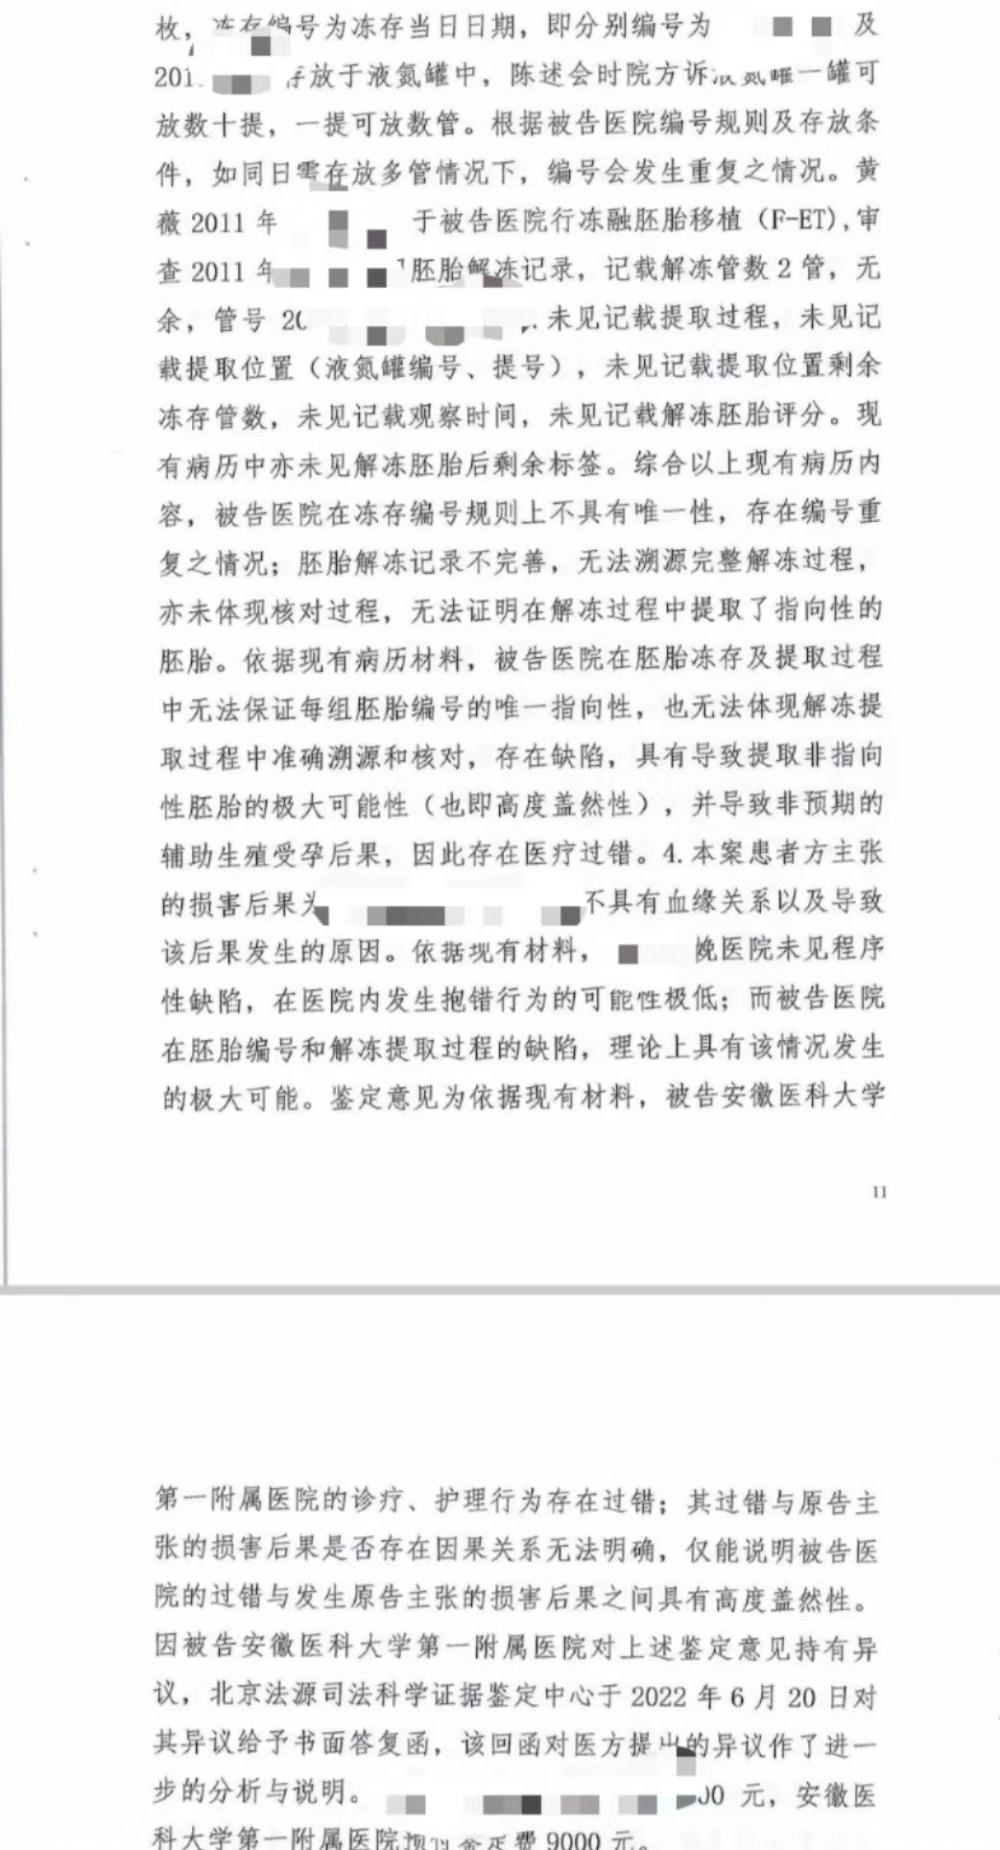 枚，冻存编号为冻存当日日期，即分别编号为 及
201 存放于液氮罐中，陈述会时院方诉液氮罐一罐可
放数十提，一提可放数管。根据被告医院编号规则及存放条
件，如同日需存放多管情况下，编号会发生重复之情况。黄
薇 2011 年 于被告医院行冻融胚胎移植（F-ET),审
查 2011 年 胚胎解冻记录，记载解冻管数 2 管，无
余，管号 20 未见记载提取过程，未见记
载提取位置（液氮罐编号、提号），未见记载提取位置剩余
冻存管数，未见记载观察时间，未见记载解冻胚胎评分。现
有病历中亦未见解冻胚胎后剩余标签。综合以上现有病历内
容，被告医院在冻存编号规则上不具有唯一性，存在编号重
复之情况；胚胎解冻记录不完善，无法溯源完整解冻过程，
亦未体现核对过程，无法证明在解冻过程中提取了指向性的
胚胎。依据现有病历材料，被告医院在胚胎冻存及提取过程
中无法保证每组胚胎编号的唯一指向性，也无法体现解冻提
取过程中准确溯源和核对，存在缺陷，具有导致提取非指向
性胚胎的极大可能性（也即高度盖然性），并导致非预期的
辅助生殖受孕后果，因此存在医疗过错。4.本案患者方主张
的损害后果为 不具有血缘关系以及导致
该后果发生的原因。依据现有材料， 娩医院未见程序
性缺陷，在医院内发生抱错行为的可能性极低；而被告医院
在胚胎编号和解冻提取过程的缺陷，理论上具有该情况发生
的极大可能。鉴定意见为依据现有材料，被告安徽医科大学
11
第一附属医院的诊疗、护理行为存在过错；其过错与原告主
张的损害后果是否存在因果关系无法明确，仅能说明被告医
院的过错与发生原告主张的损害后果之间具有高度盖然性。
因被告安徽医科大学第一附属医院对上述鉴定意见持有异
议，北京法源司法科学证据鉴定中心于 2022 年 6 月 20 日对
其异议给予书面答复函，该回函对医方提出的异议作了进一
步的分析与说明。 00 元，安徽医
科大学第一附属医院预付鉴定费 9000 元。